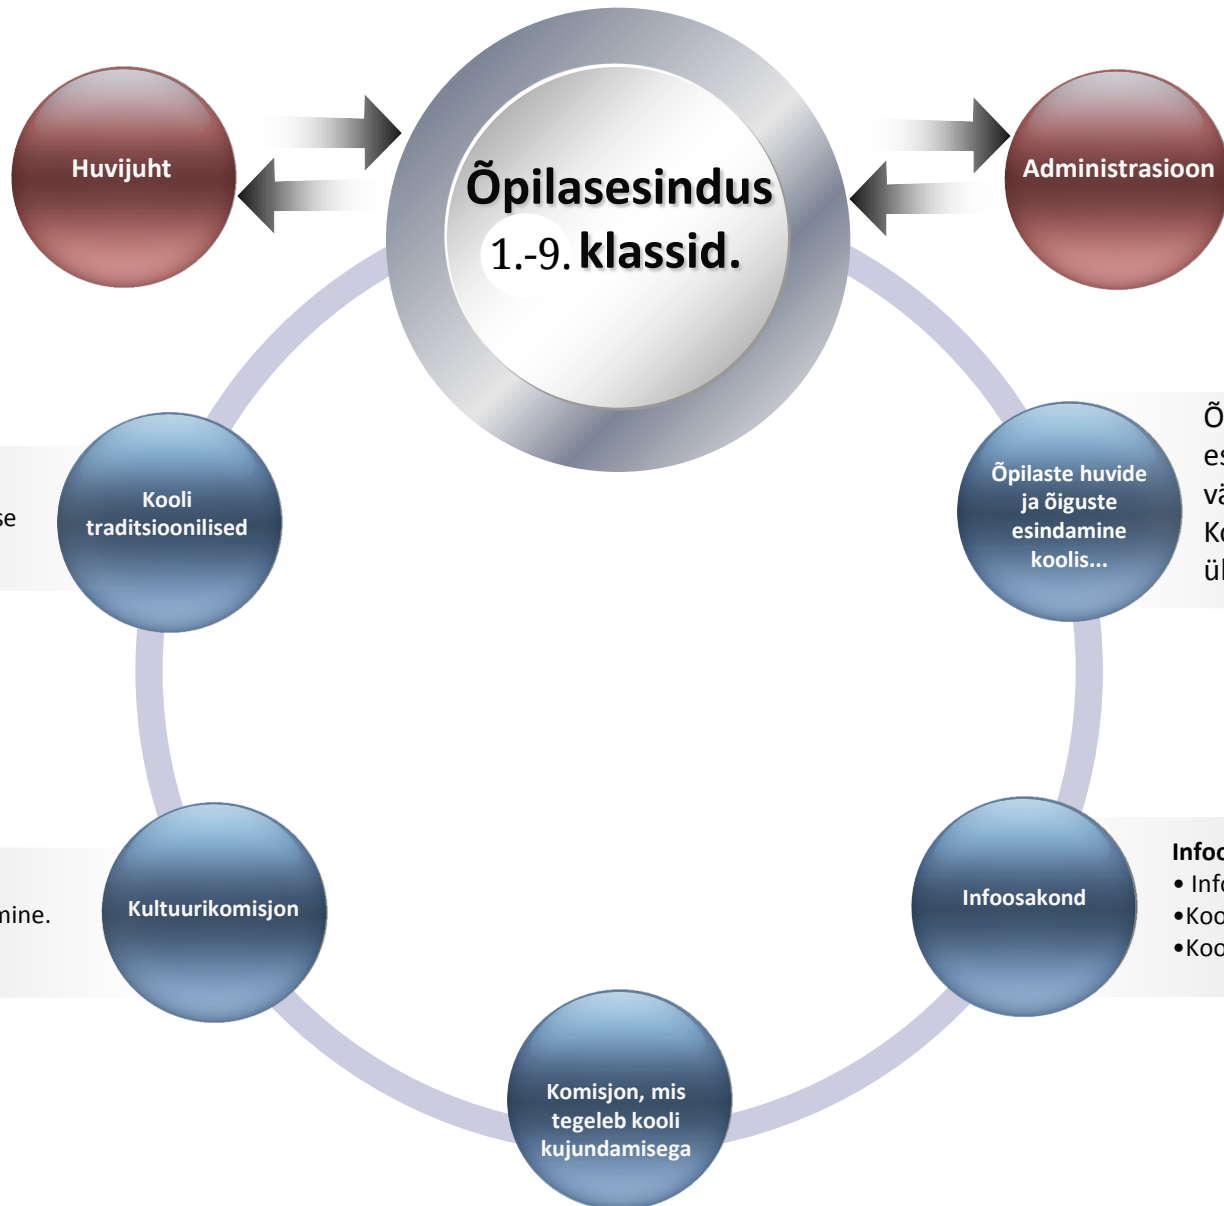 Huvijuht
Õpilasesindus
1.-9. klassid.
Administrasioon
Kooli
traditsioonilised
Õpilaste huvide
ja õiguste
esindamine
koolis...
Kultuurikomisjon
mine.
Infoosakond
Komisjon, mis
tegeleb kooli
kujundamisega